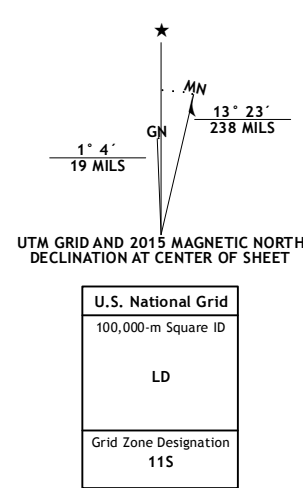 ★
MN
13° 23´
238 MILS
GN
1° 4´
19 MILS
UTM GRID AND 2015 MAGNETIC NORTH
DECLINATION AT CENTER OF SHEET
U.S. National Grid
100,000-m Square ID
LD
Grid Zone Designation
11S